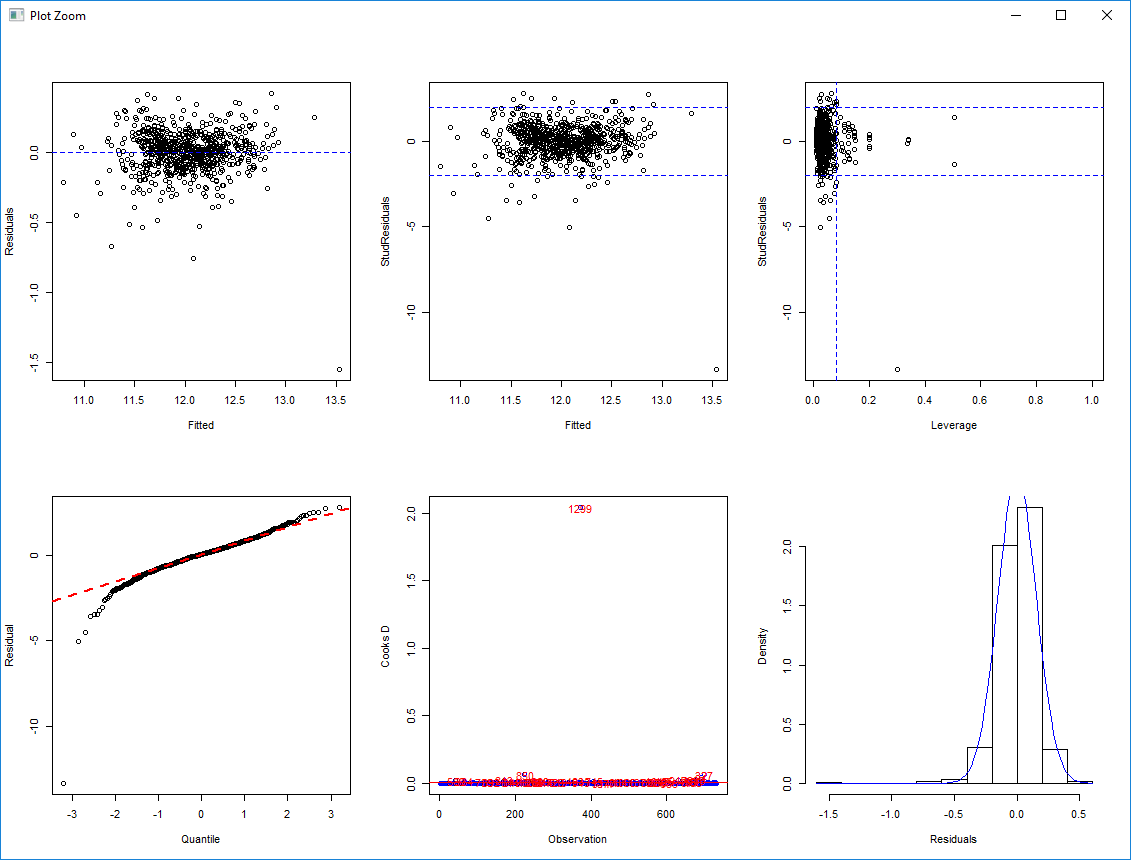 Plot Zoom
Residuals
0.0
-0.5
-1.0
-1.5
11.0 11.5 12.0 12.5 13.0 13.5
Fitted
StudResiduals
0
-5
-10
11.0 11.5 12.0 12.5 13.0 13.5
Fitted
StudResiduals
0
-5
-10
0.0 0.2 0.4 0.6 0.8 1.0
Leverage
Residual
0
-5
-10
-3 -2 -1 0 1 2 3
Quantile
Cooks D
2.0
1.5
1.0
0.5
0.0
1299
327
0 200 400 600
Observation
Density
2.0
1.5
1.0
0.5
0.0
-1.5 -1.0 -0.5 0.0 0.5
Residuals